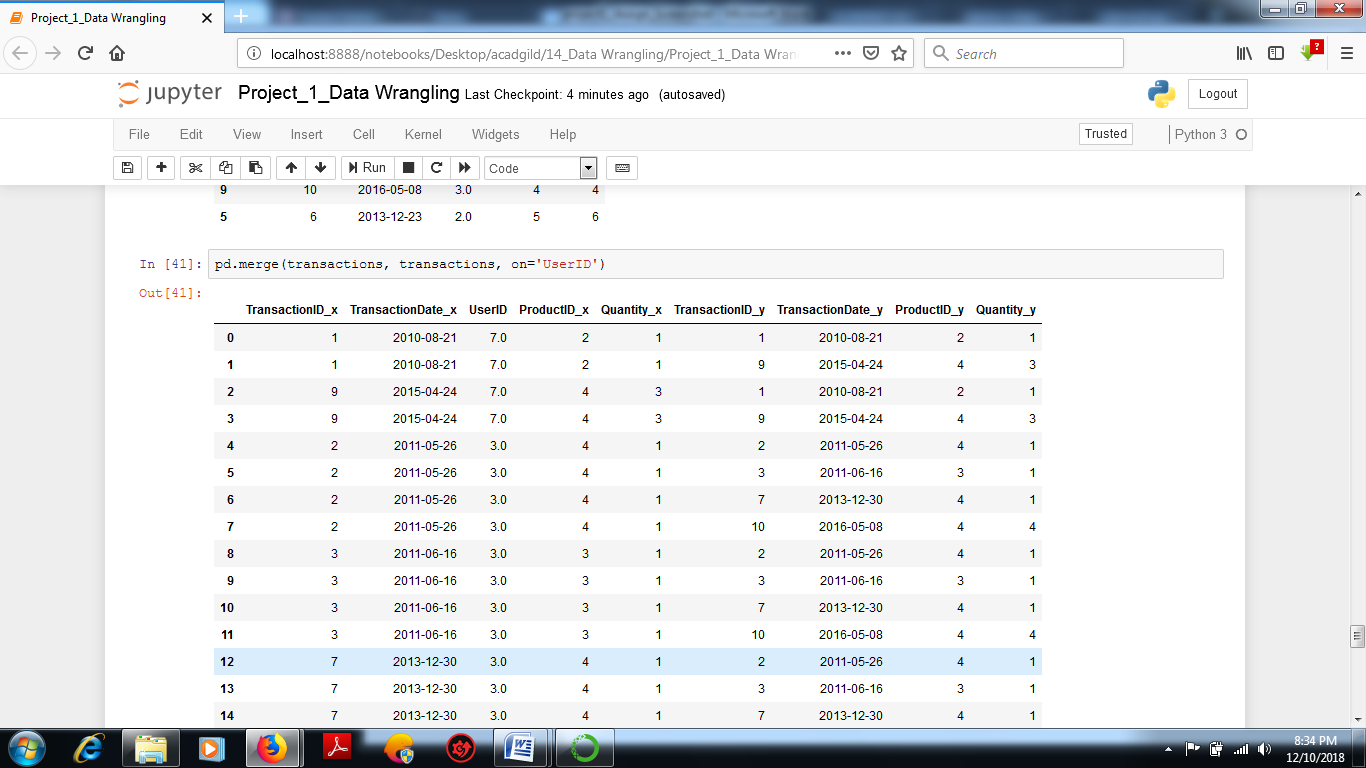 Project_1_Data Wrangling
localhost:8888/notebooks/Desktop/acadgild/14_Data Wrangling/Project_1_Data Wran
Search
jupyter Project_1_Data Wrangling Last Checkpoint: 4 minutes ago (autosaved)
Logout
File Edit View Insert Cell Kernel Widgets Help
Trusted Python 3
Run Code
9 10 2016-05-08 3.0 4 4
5 6 2013-12-23 2.0 5 6
In [41]: pd.merge(transactions, transactions, on='UserID')
Out[41]:
TransactionID_x TransactionDate_x UserID ProductID_x Quantity_x TransactionID_y TransactionDate_y ProductID_y Quantity_y
0 1 2010-08-21 7.0 2 1 1 2010-08-21 2 1
1 1 2010-08-21 7.0 2 1 9 2015-04-24 4 3
2 9 2015-04-24 7.0 4 3 1 2010-08-21 2 1
3 9 2015-04-24 7.0 4 3 9 2015-04-24 4 3
4 2 2011-05-26 3.0 4 1 2 2011-05-26 4 1
5 2 2011-05-26 3.0 4 1 3 2011-06-16 3 1
6 2 2011-05-26 3.0 4 1 7 2013-12-30 4 1
7 2 2011-05-26 3.0 4 1 10 2016-05-08 4 4
8 3 2011-06-16 3.0 3 1 2 2011-05-26 4 1
9 3 2011-06-16 3.0 3 1 3 2011-06-16 3 1
10 3 2011-06-16 3.0 3 1 7 2013-12-30 4 1
11 3 2011-06-16 3.0 3 1 10 2016-05-08 4 4
12 7 2013-12-30 3.0 4 1 2 2011-05-26 4 1
13 7 2013-12-30 3.0 4 1 3 2011-06-16 3 1
14 7 2013-12-30 3.0 4 1 7 2013-12-30 4 1
8:34 PM
12/10/2018